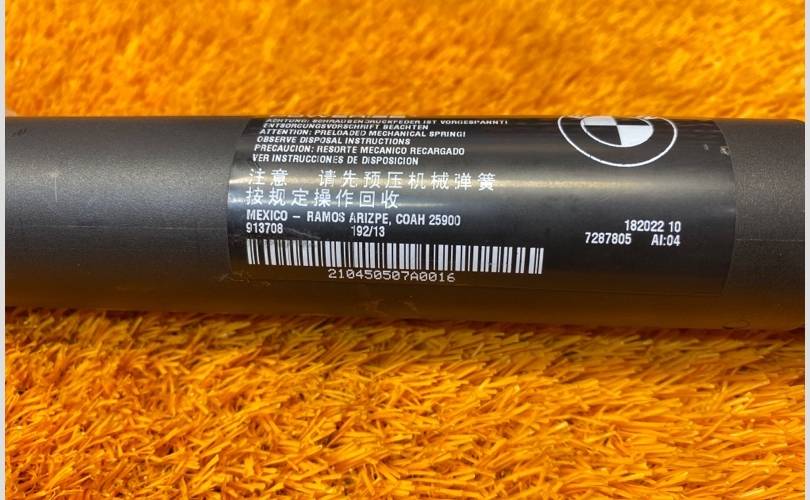 ACHTUNG: SCHRAUBENDRUCKFEDER IST VORGESPANNT!
ENTSORGUNGSVORSCHRIFT BEACHTEN
ATTENTION: PRELOADED MECHANICAL SPRING!
OBSERVE DISPOSAL INSTRUCTIONS
PRECAUCION: RESORTE MECANICO RECARGADO
VER INSTRUCCIONES DE DISPOSICION
注意 请先预压机械弹簧
按规定操作回收
MEXICO – RAMOS ARIZPE, COAH 25900
913708 192/13
182022 10
7287805 AI:04
210450507A0016